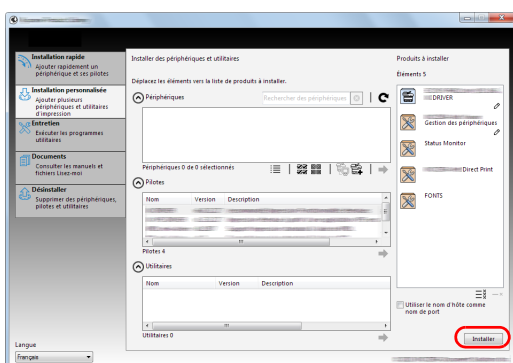 Installation rapide
Ajouter rapidement un
périphérique et ses pilotes
Installation personnalisée
Ajouter plusieurs
périphériques et utilitaires
d'impression
Entretien
Exécuter les programmes
utilitaires
Documents
Consulter les manuels et
fichiers Lisez-moi
Désinstaller
Supprimer des périphériques,
pilotes et utilitaires
Langue
Français
Installer des périphériques et utilitaires
Déplacez les éléments vers la liste de produits à installer.
Périphériques
Rechercher des périphériques
Périphériques 0 de 0 sélectionnés
Pilotes
Nom Version Description
Pilotes 4
Utilitaires
Nom Version Description
Utilitaires 0
Produits à installer
Éléments 5
DRIVER
Gestion des périphériques
Status Monitor
Direct Print
FONTS
Utiliser le nom d'hôte comme
nom de port
Installer